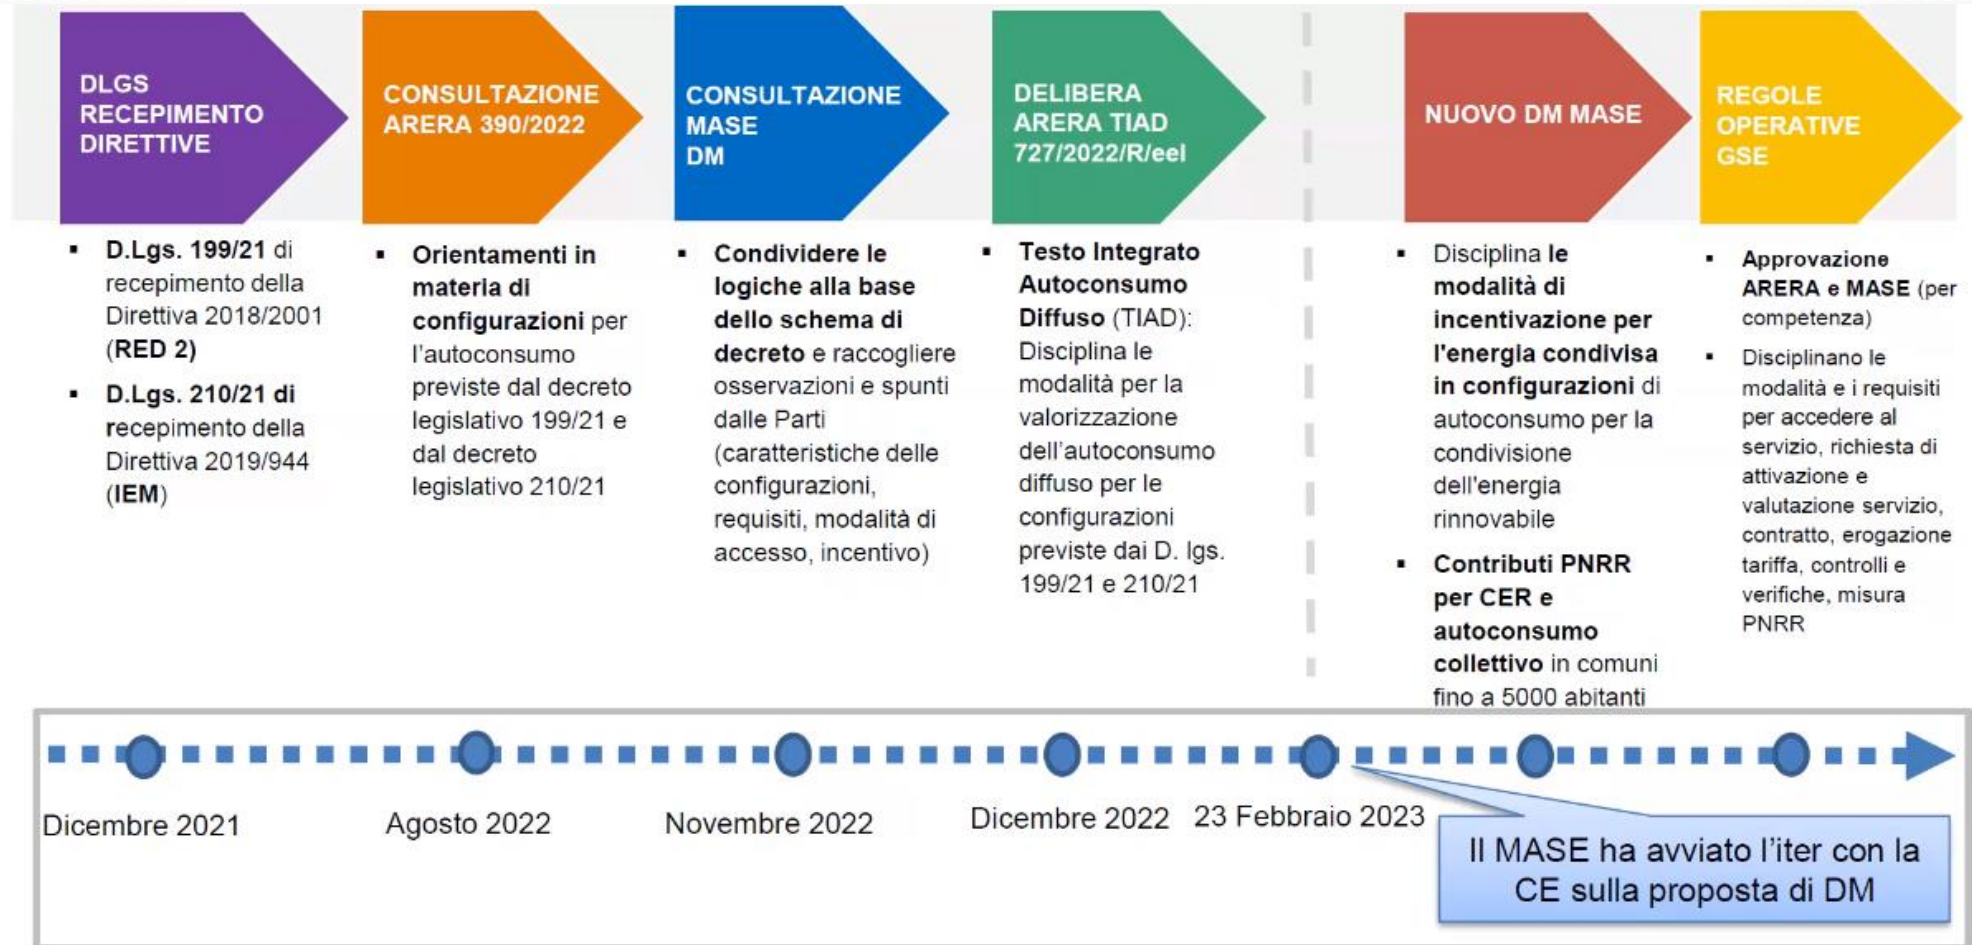 DLGS
RECEPIMENTO
DIRETTIVE
CONSULTAZIONE
ARERA 390/2022
CONSULTAZIONE
MASE
DM
DELIBERA
ARERA TIAD
727/2022/R/eel
NUOVO DM MASE
REGOLE
OPERATIVE
GSE
▪ D.Lgs. 199/21 di
recepimento della
Direttiva 2018/2001
(RED 2)
▪ D.Lgs. 210/21 di
recepimento della
Direttiva 2019/944
(IEM)
▪ Orientamenti in
materia di
configurazioni per
l'autoconsumo
previste dal decreto
legislativo 199/21 e
dal decreto
legislativo 210/21
▪ Condividere le
logiche alla base
dello schema di
decreto e raccogliere
osservazioni e spunti
dalle Parti
(caratteristiche delle
configurazioni,
requisiti, modalità di
accesso, incentivo)
▪ Testo Integrato
Autoconsumo
Diffuso (TIAD):
Disciplina le
modalità per la
valorizzazione
dell'autoconsumo
diffuso per le
configurazioni
previste dai D. lgs.
199/21 e 210/21
▪ Disciplina le
modalità di
incentivazione per
l'energia condivisa
in configurazioni di
autoconsumo per la
condivisione
dell'energia
rinnovabile
▪ Contributi PNRR
per CER e
autoconsumo
collettivo in comuni
fino a 5000 abitanti
▪ Approvazione
ARERA e MASE (per
competenza)
▪ Disciplinano le
modalità e i requisiti
per accedere al
servizio, richiesta di
attivazione e
valutazione servizio,
contratto, erogazione
tariffa, controlli e
verifiche, misura
PNRR
Dicembre 2021
Agosto 2022
Novembre 2022
Dicembre 2022
23 Febbraio 2023
Il MASE ha avviato l'iter con la
CE sulla proposta di DM